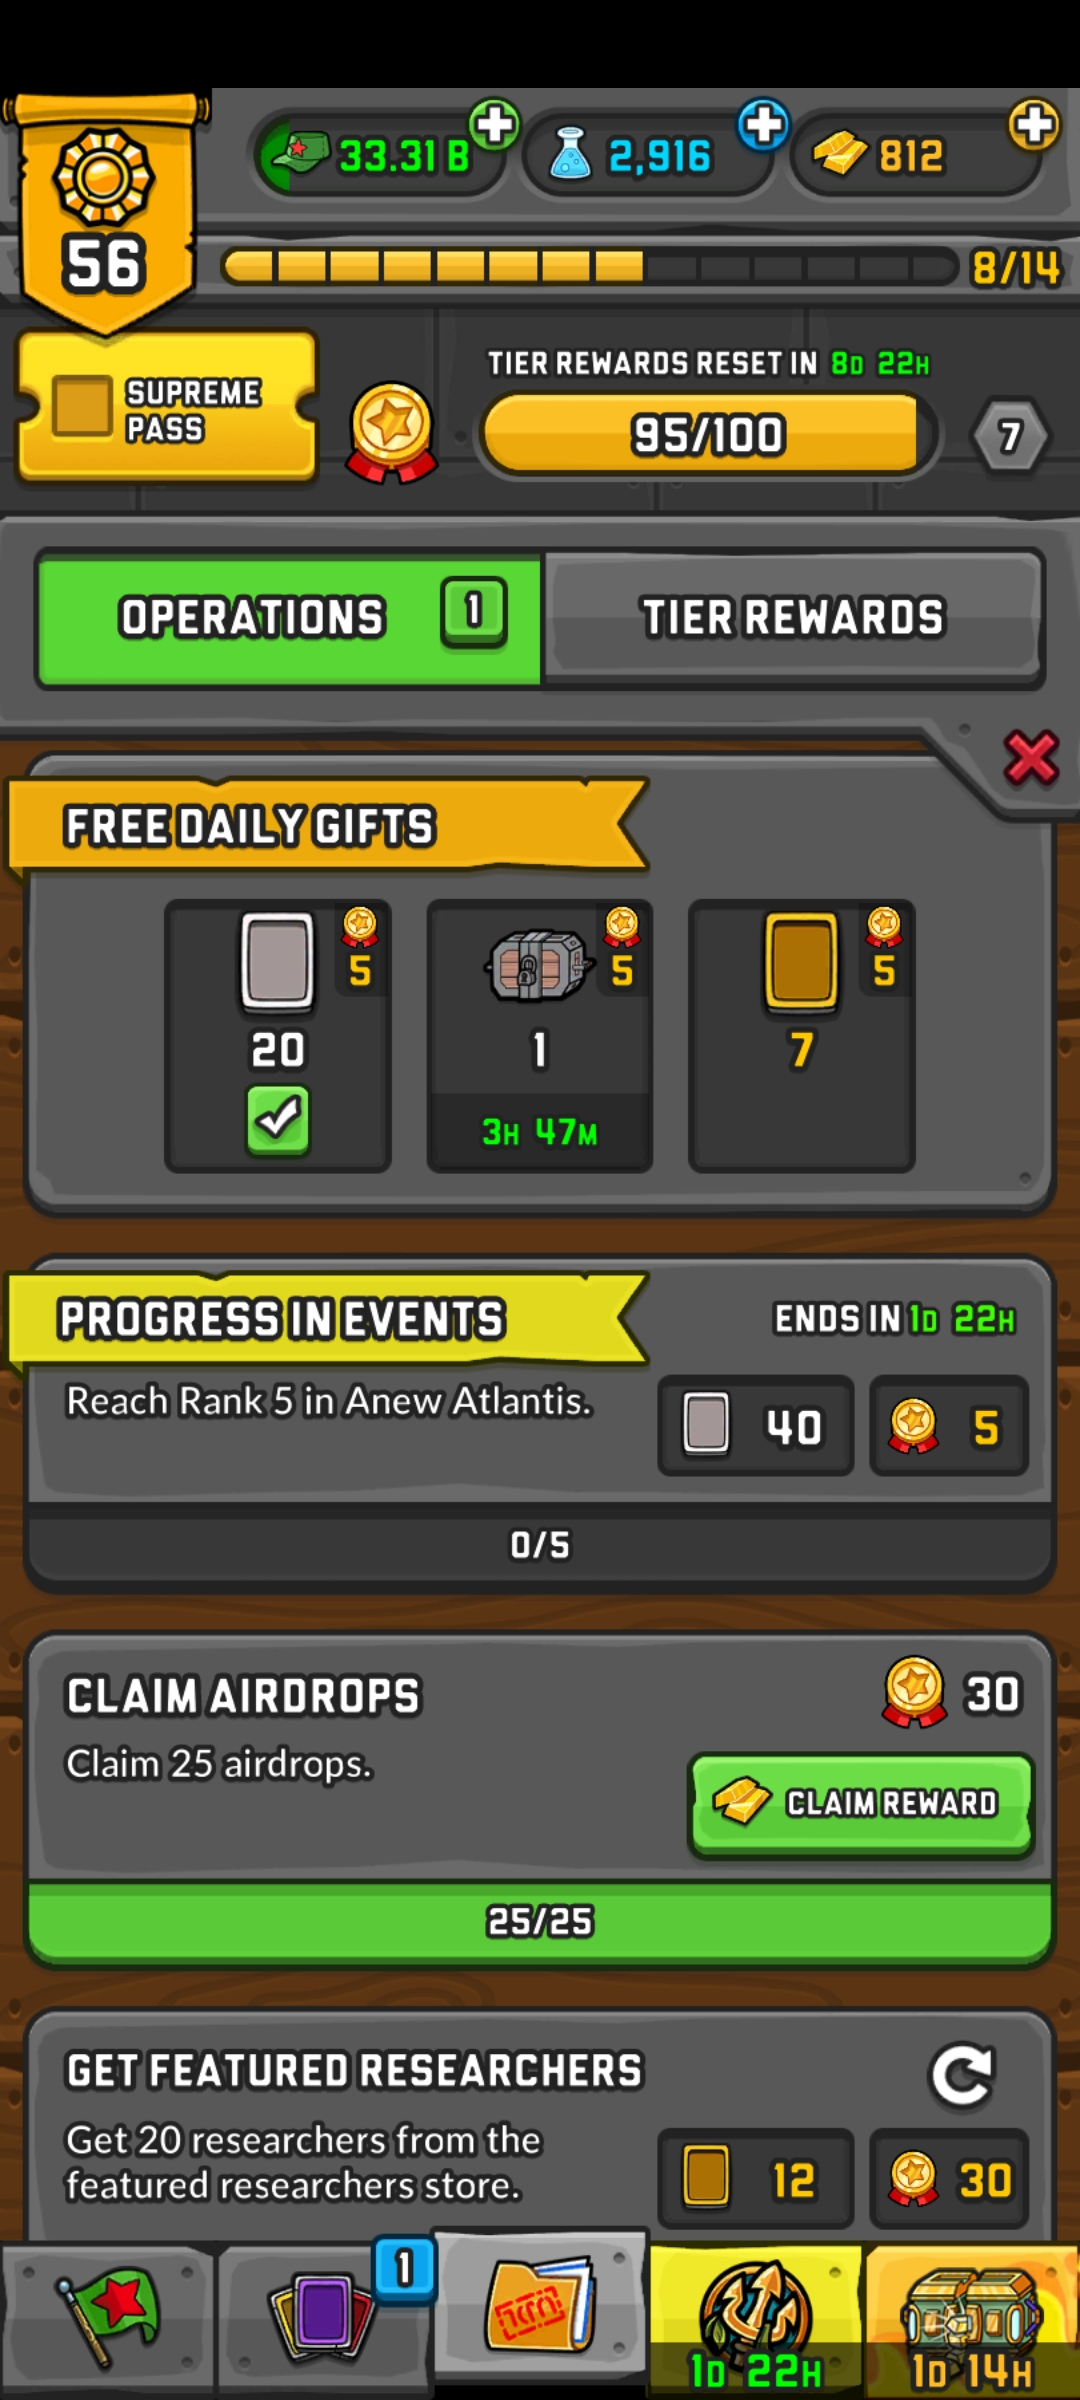 33.31 B
2,916
812
56
8/14
SUPREME
PASS
TIER REWARDS RESET IN 8D 22H
95/100
7
OPERATIONS
1
TIER REWARDS
FREE DAILY GIFTS
5
5
5
20
1
7
3H 47M
PROGRESS IN EVENTS
ENDS IN 1D 22H
Reach Rank 5 in Anew Atlantis.
40
5
0/5
CLAIM AIRDROPS
30
Claim 25 airdrops.
CLAIM REWARD
25/25
GET FEATURED RESEARCHERS
Get 20 researchers from the
featured researchers store.
12
30
1
1D 22H
1D 14H